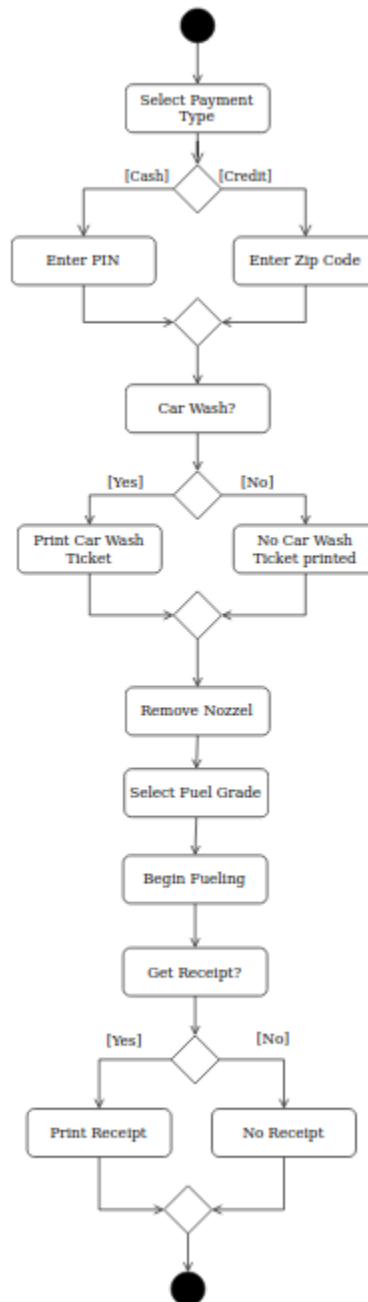 Select Payment
Type
[Cash]
[Credit]
Enter PIN
Enter Zip Code
Car Wash?
[Yes]
[No]
Print Car Wash
Ticket
No Car Wash
Ticket printed
Remove Nozzel
Select Fuel Grade
Begin Fueling
Get Receipt?
[Yes]
[No]
Print Receipt
No Receipt